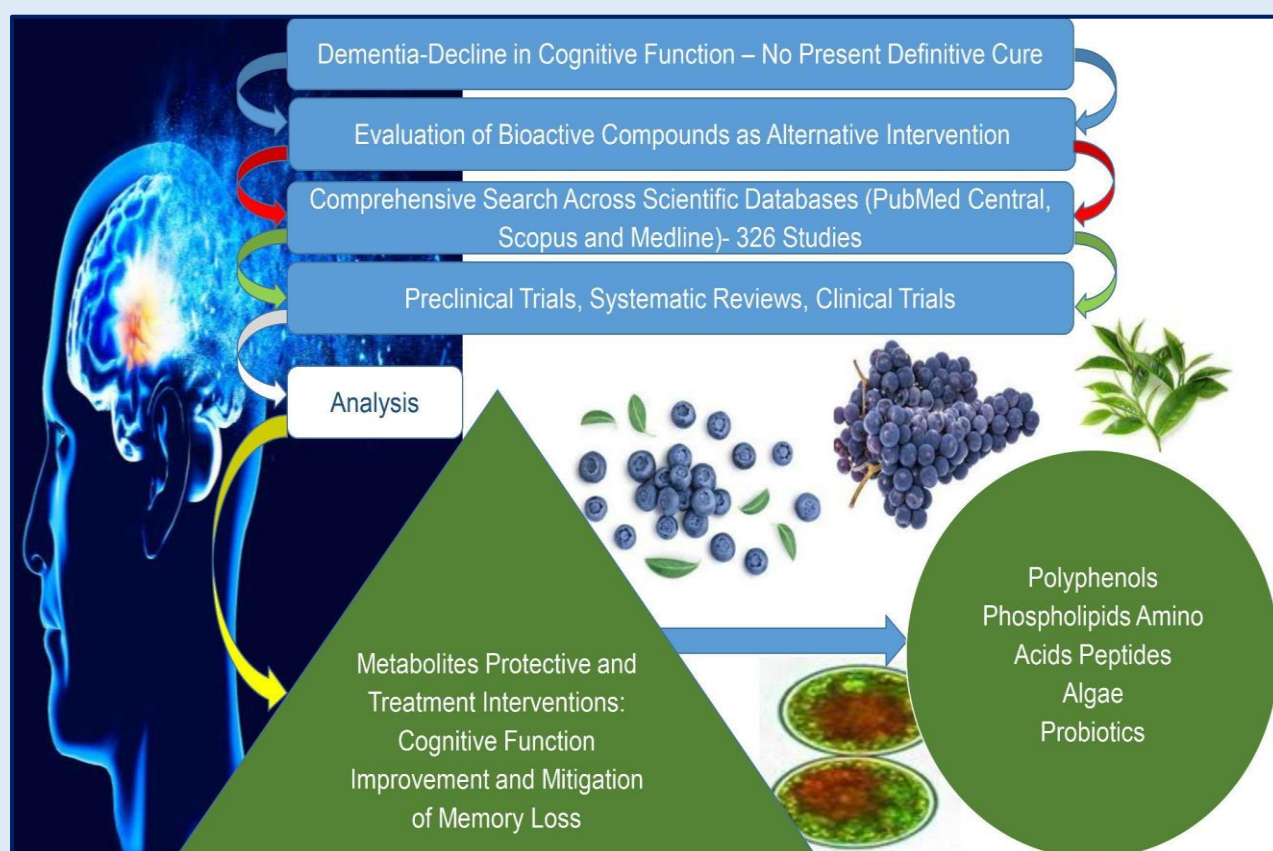 Dementia-Decline in Cognitive Function – No Present Definitive Cure
Evaluation of Bioactive Compounds as Alternative Intervention
Comprehensive Search Across Scientific Databases (PubMed Central,
Scopus and Medline)- 326 Studies
Preclinical Trials, Systematic Reviews, Clinical Trials
Analysis
Metabolites Protective and
Treatment Interventions:
Cognitive Function
Improvement and Mitigation
of Memory Loss
Polyphenols
Phospholipids Amino
Acids Peptides
Algae
Probiotics